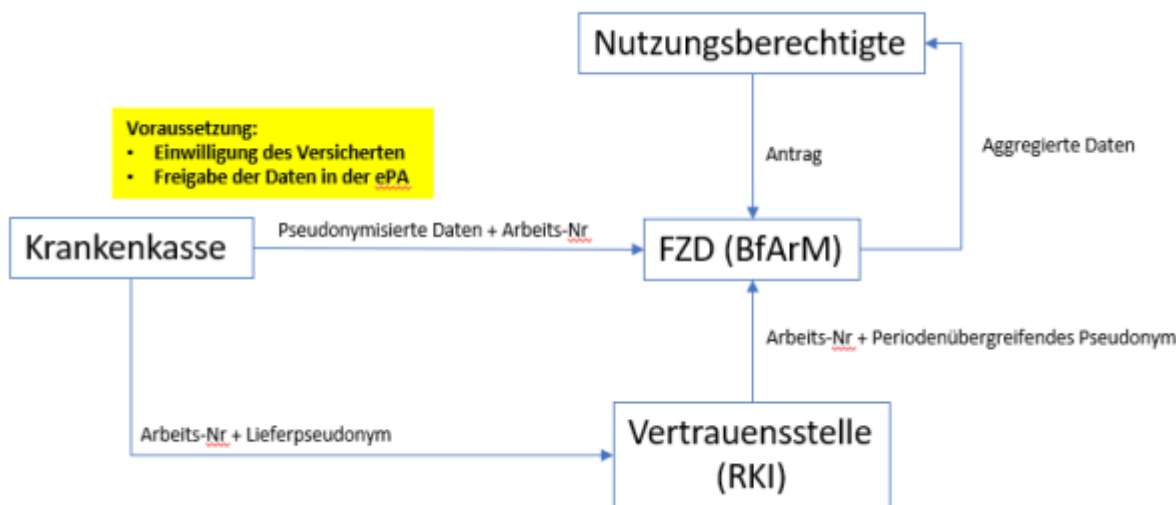 Nutzungsberechtigte
Voraussetzung:
• Einwilligung des Versicherten
• Freigabe der Daten in der ePA
Antrag
Aggregierte Daten
Krankenkasse
Pseudonymisierte Daten + Arbeits-Nr
FZD (BfArM)
Arbeits-Nr + Periodenübergreifendes Pseudonym
Arbeits-Nr + Lieferpseudonym
Vertrauensstelle
(RKI)